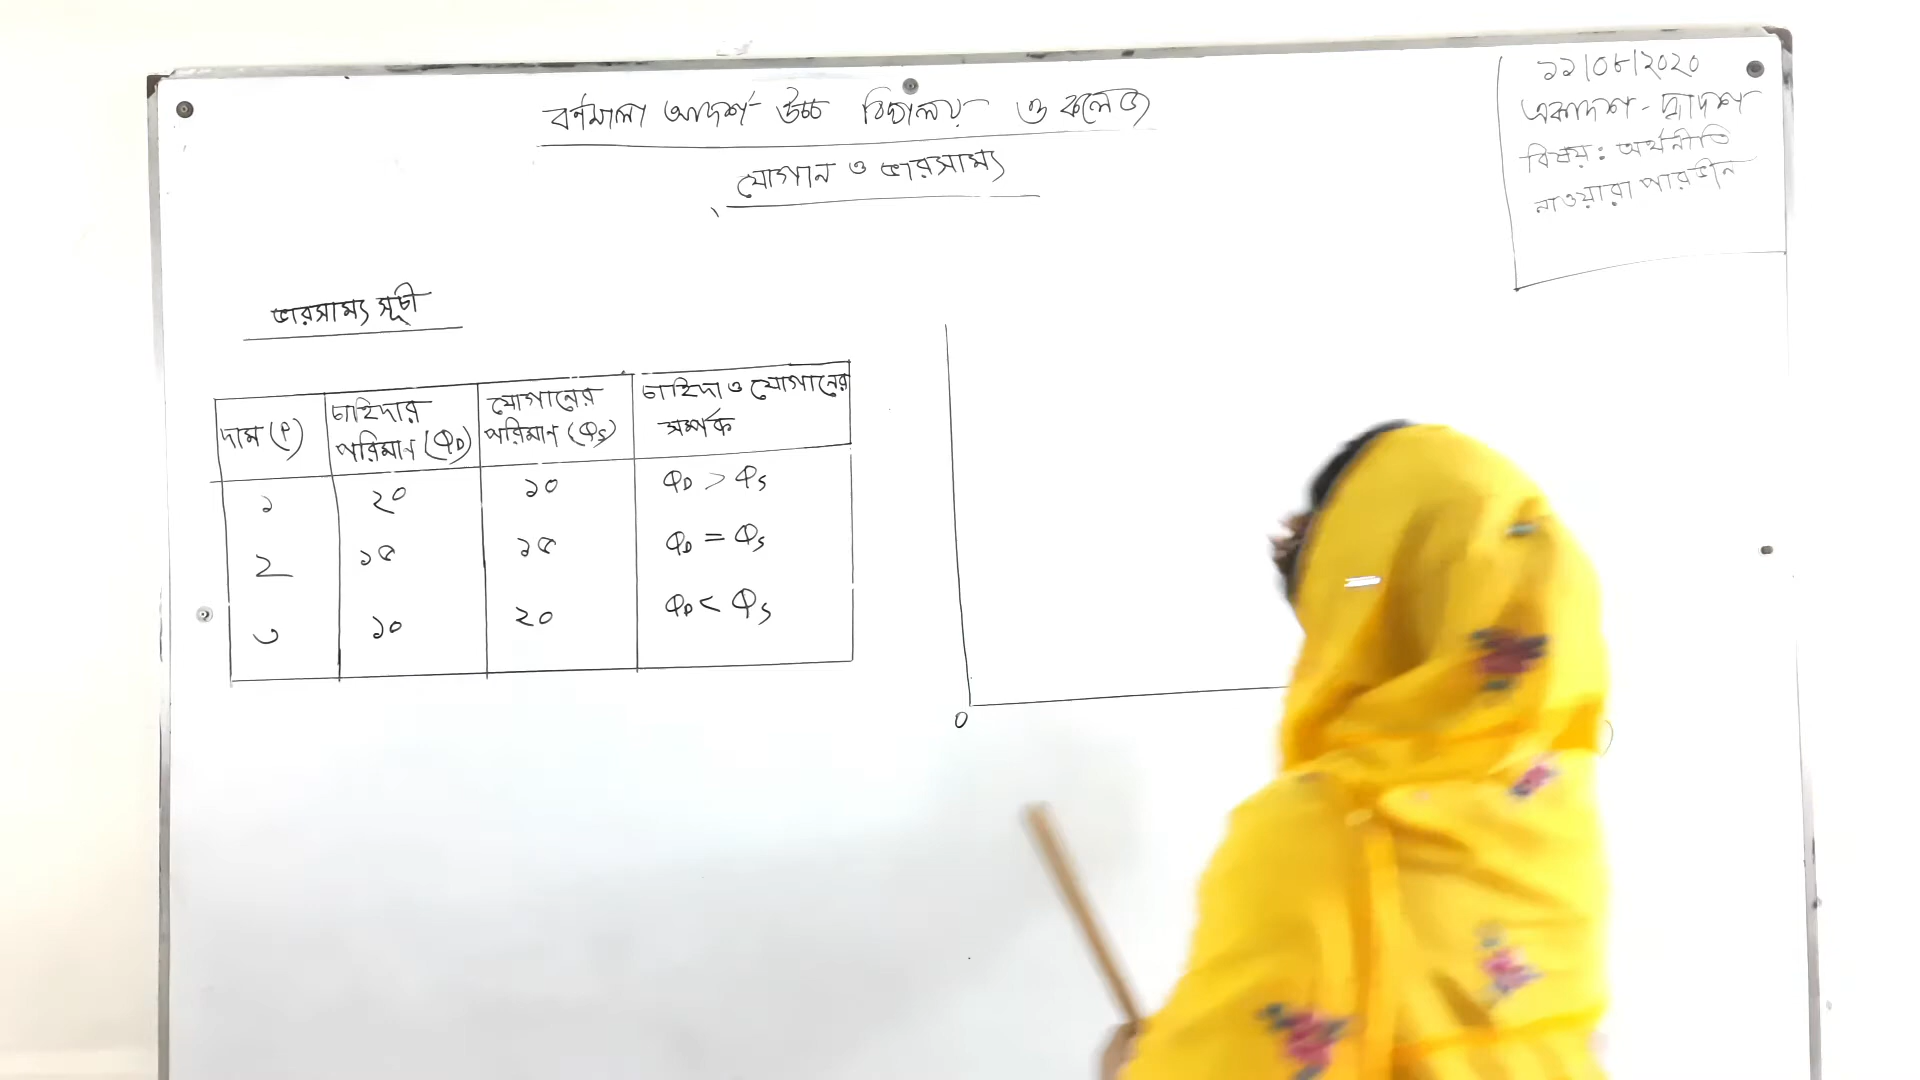 বর্ণমালা আদর্শ উচ্চ বিদ্যালয় ও কলেজ
যোগান ও ভারসাম্য
১১/০৮/২০২০
একাদশ - দ্বাদশ
বিষয়: অর্থনীতি
নাওয়ারা পারভীন
ভারসাম্য সূচী
দাম (P) চাহিদার পরিমান (QD) যোগানের পরিমান (QS) চাহিদা ও যোগানের সম্পর্ক
১ ২০ ১০ QD > QS
২ ১৫ ১৫ QD = QS
৩ ১০ ২০ QD < QS
O